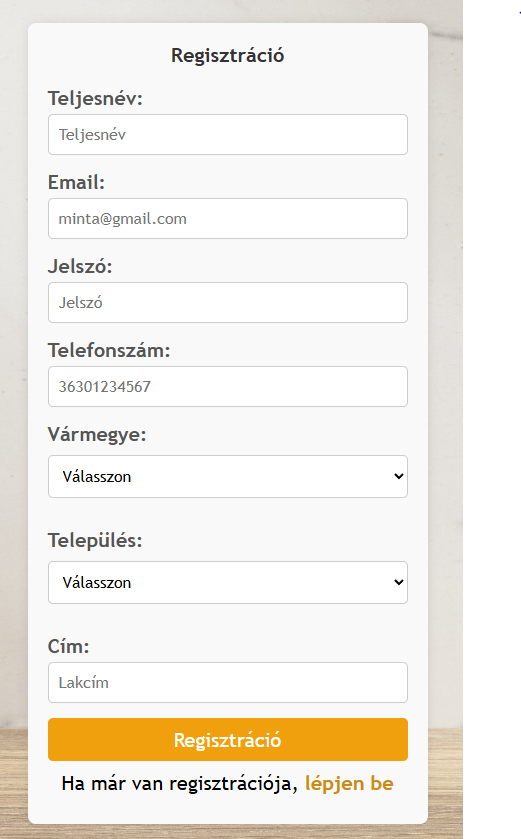 Regisztráció
Teljesnév:
Teljesnév
Email:
minta@gmail.com
Jelszó:
Jelszó
Telefonszám:
36301234567
Vármegye:
Válasszon
Település:
Válasszon
Cím:
Lakcím
Regisztráció
Ha már van regisztrációja, lépjen be